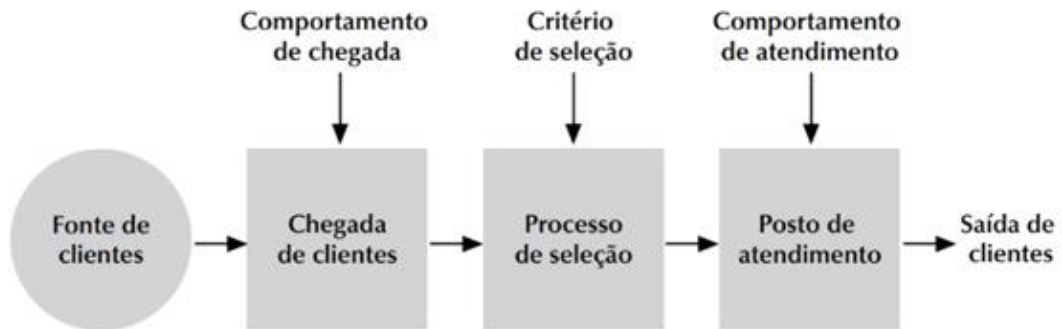 Comportamento
de chegada
Critério
de seleção
Comportamento
de atendimento
Fonte de
clientes
Chegada
de clientes
Processo
de seleção
Posto de
atendimento
Saída de
clientes